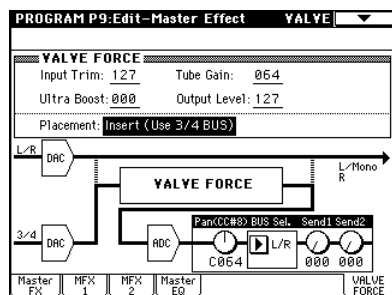 PROGRAM P9:Edit-Master Effect VALVE
VALVE FORCE
Input Trim: 127 Tube Gain: 064
Ultra Boost: 000 Output Level: 127
Placement: Insert (Use 3/4 BUS)
L/R DAC L/Mono
R
VALVE FORCE
Pan(CC#8) BUS Sel. Send1 Send2
3/4 DAC ADC L/R
C064 000 000
Master FX MFX 1 MFX 2 Master EQ VALVE FORCE